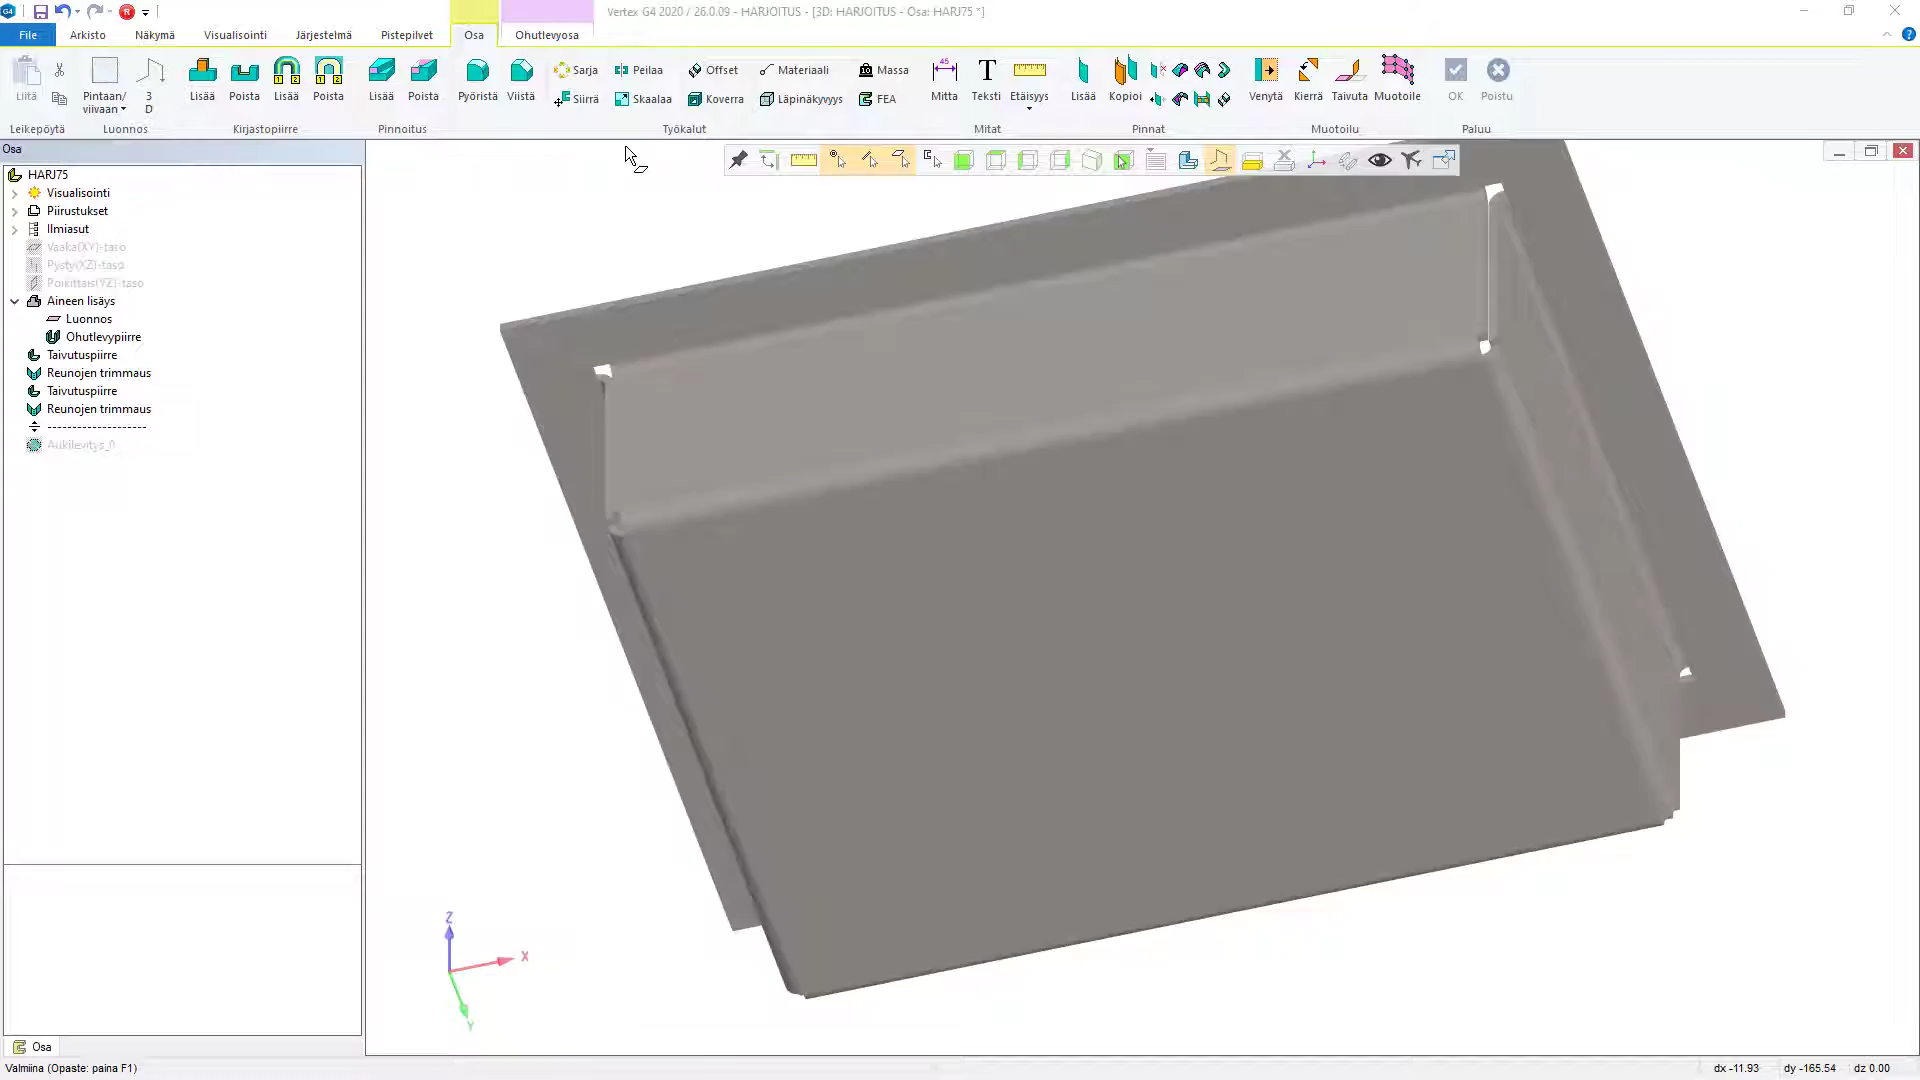 G4 R Vertex G4 2020 / 26.0.09 - HARJOITUS - [3D: HARJOITUS - Osa: HARJ75 *]
File Arkisto Näkymä Visualisointi Järjestelmä Pistepilvet Osa Ohutlevyosa
Liitä Pintaan/ viivaan 3 D Lisää Poista Lisää Poista Lisää Poista Pyöristä Viistä Sarja Peilaa Offset Materiaali Massa Mitta Teksti Etäisyys Lisää Kopioi Venytä Kierrä Taivuta Muotoile OK Poistu
Siirrä Skaalaa Koverra Läpinäkyvyys FEA
Leikepöytä Luonnos Kirjastopiirre Pinnoitus Työkalut Mitat Pinnat Muotoilu Paluu
Osa
HARJ75
Visualisointi
Piirustukset
Ilmiasut
Vaaka(XY)-taso
Pysty(XZ)-taso
Poikittais(YZ)-taso
Aineen lisäys
Luonnos
Ohutlevypiirre
Taivutuspiirre
Reunojen trimmaus
Taivutuspiirre
Reunojen trimmaus
--------------------
Aukilevitys_0
Z
X
Y
Osa
Valmiina (Opaste: paina F1) dx -11.93 dy -165.54 dz 0.00